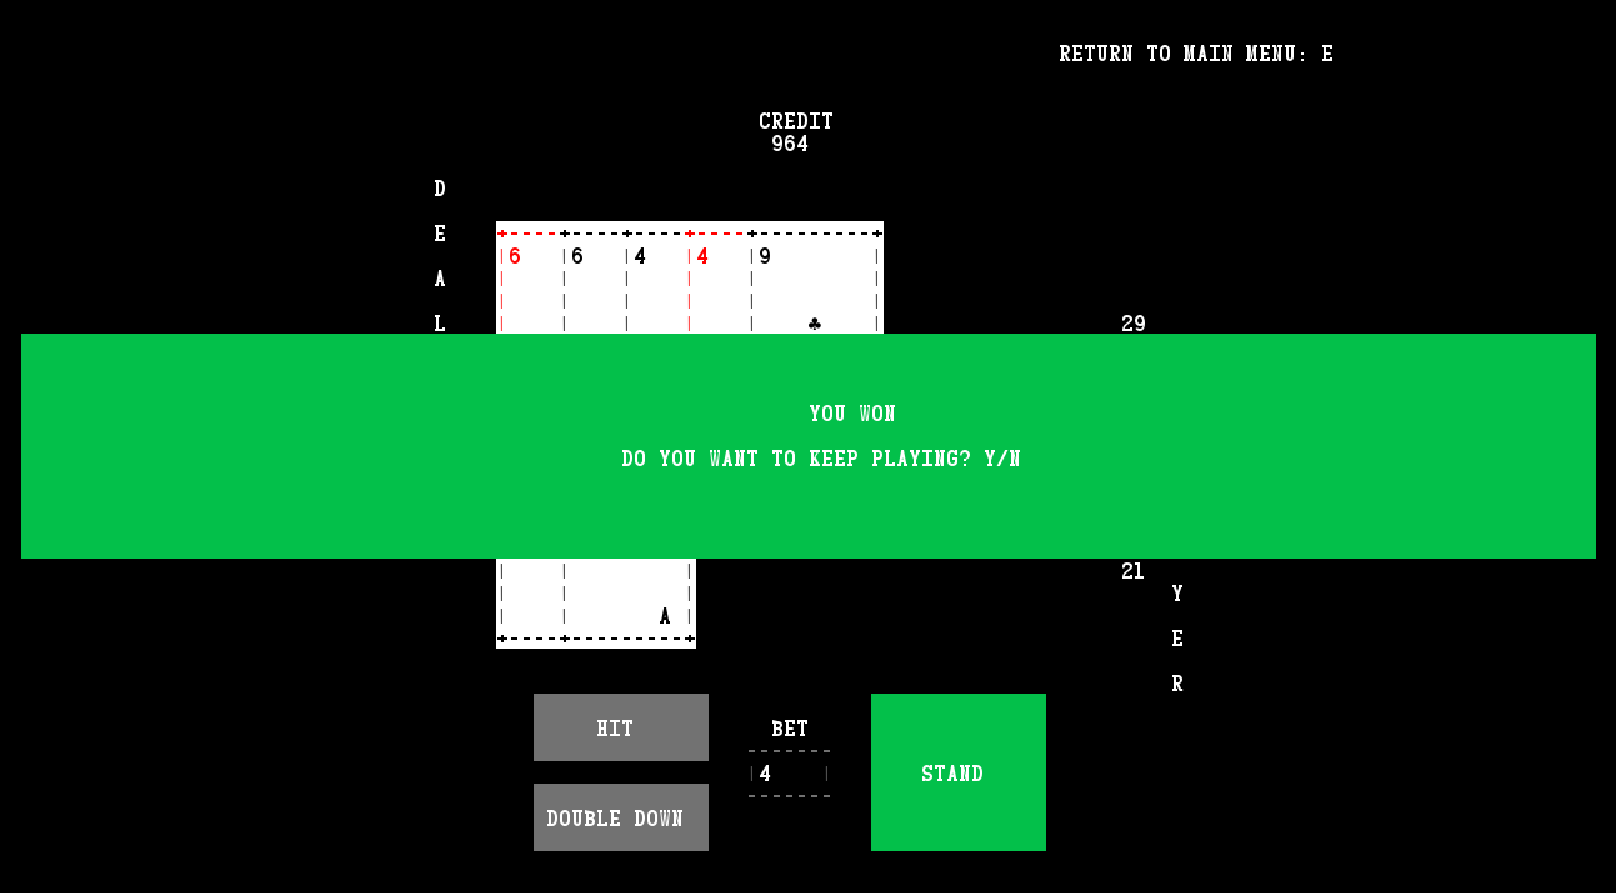 RETURN TO MAIN MENU: E
CREDIT
964
D
E
A
L
6 6 4 4 9
♣
29
YOU WON
DO YOU WANT TO KEEP PLAYING? Y/N
21
Y
E
R
A
HIT
BET
4
STAND
DOUBLE DOWN